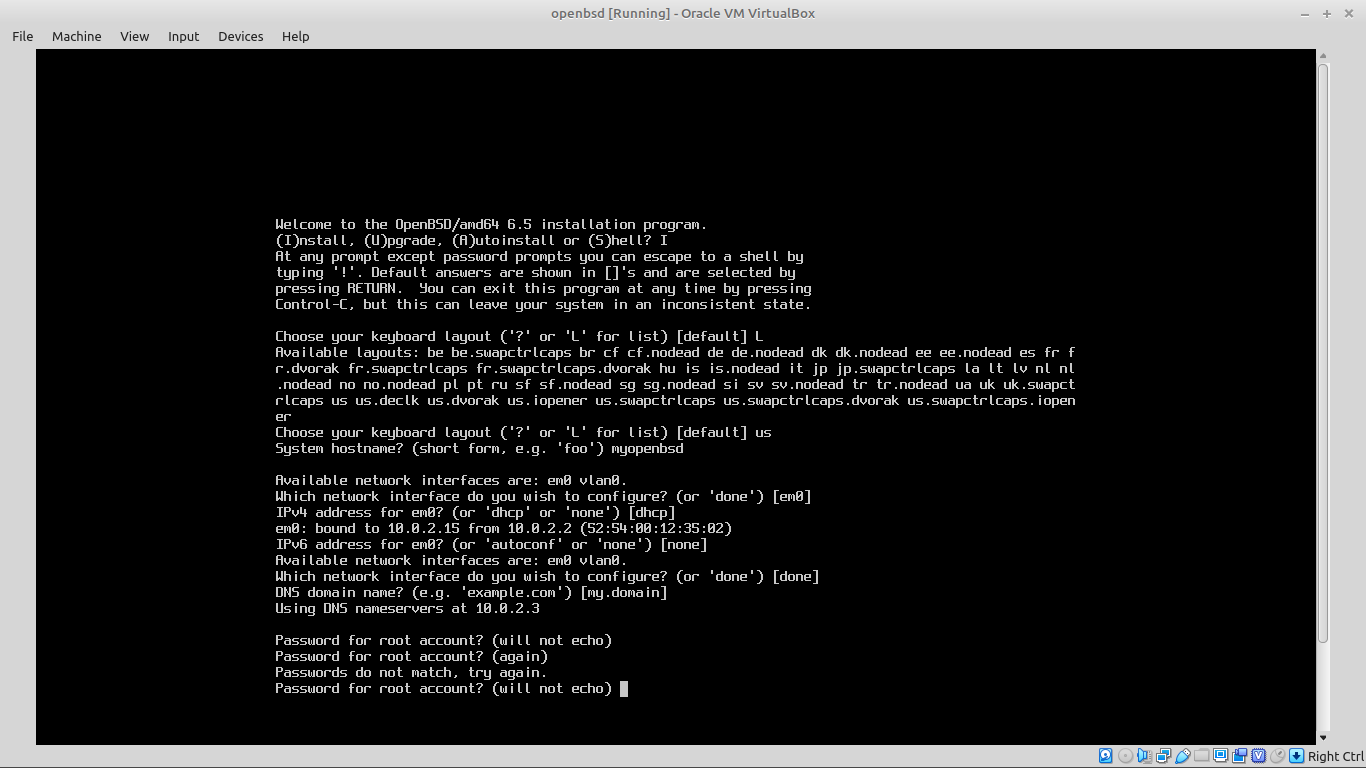 openbsd [Running] - Oracle VM VirtualBox
File Machine View Input Devices Help
Welcome to the OpenBSD/amd64 6.5 installation program.
(I)nstall, (U)pgrade, (A)utoinstall or (S)hell? I
At any prompt except password prompts you can escape to a shell by
typing '!'. Default answers are shown in []'s and are selected by
pressing RETURN.  You can exit this program at any time by pressing
Control-C, but this can leave your system in an inconsistent state.
Choose your keyboard layout ('?' or 'L' for list) [default] L
Available layouts: be be.swapctrlcaps br cf cf.nodead de de.nodead dk dk.nodead ee ee.nodead es fr f
r.dvorak fr.swapctrlcaps fr.swapctrlcaps.dvorak hu is is.nodead it jp jp.swapctrlcaps la lt lv nl nl
.nodead no no.nodead pl pt ru sf sf.nodead sg sg.nodead si sv sv.nodead tr tr.nodead ua uk uk.swapct
rlcaps us us.declk us.dvorak us.iopener us.swapctrlcaps us.swapctrlcaps.dvorak us.swapctrlcaps.iopen
er
Choose your keyboard layout ('?' or 'L' for list) [default] us
System hostname? (short form, e.g. 'foo') myopenbsd
Available network interfaces are: em0 vlan0.
Which network interface do you wish to configure? (or 'done') [em0]
IPv4 address for em0? (or 'dhcp' or 'none') [dhcp]
em0: bound to 10.0.2.15 from 10.0.2.2 (52:54:00:12:35:02)
IPv6 address for em0? (or 'autoconf' or 'none') [none]
Available network interfaces are: em0 vlan0.
Which network interface do you wish to configure? (or 'done') [done]
DNS domain name? (e.g. 'example.com') [my.domain]
Using DNS nameservers at 10.0.2.3
Password for root account? (will not echo)
Password for root account? (again)
Passwords do not match, try again.
Password for root account? (will not echo)
Right Ctrl